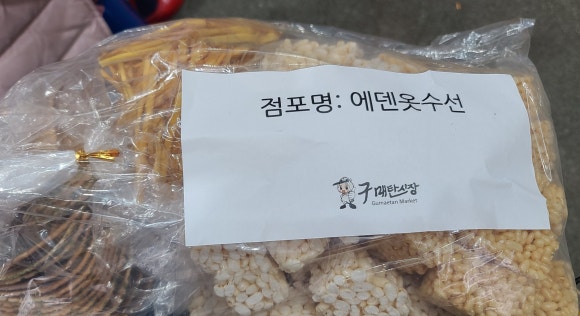 점포명: 에덴옷수선
구매탄시장
Gumaetan Market